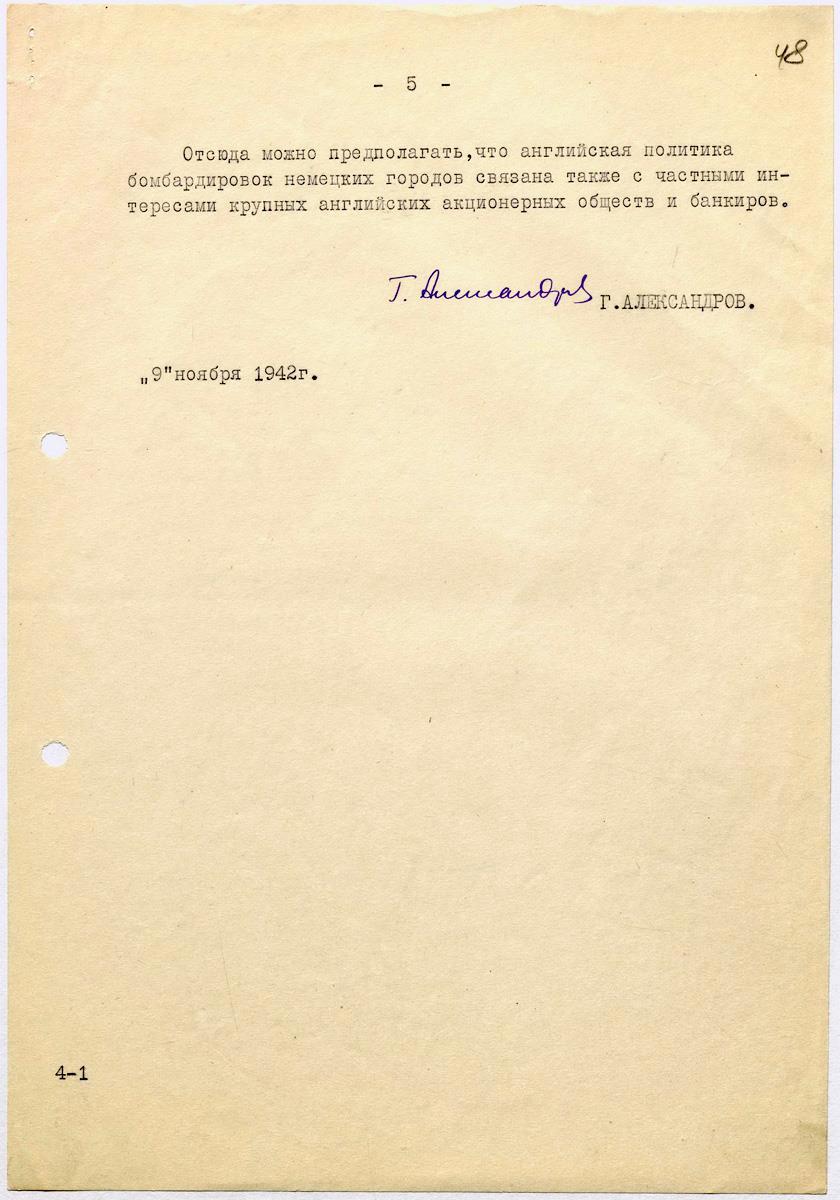 48
- 5 -
Отсюда можно предполагать,что английская политика
бомбардировок немецких городов связана также с частными ин-
тересами крупных английских акционерных обществ и банкиров.
Г. Александров Г.АЛЕКСАНДРОВ.
„9"ноября 1942г.
4-1